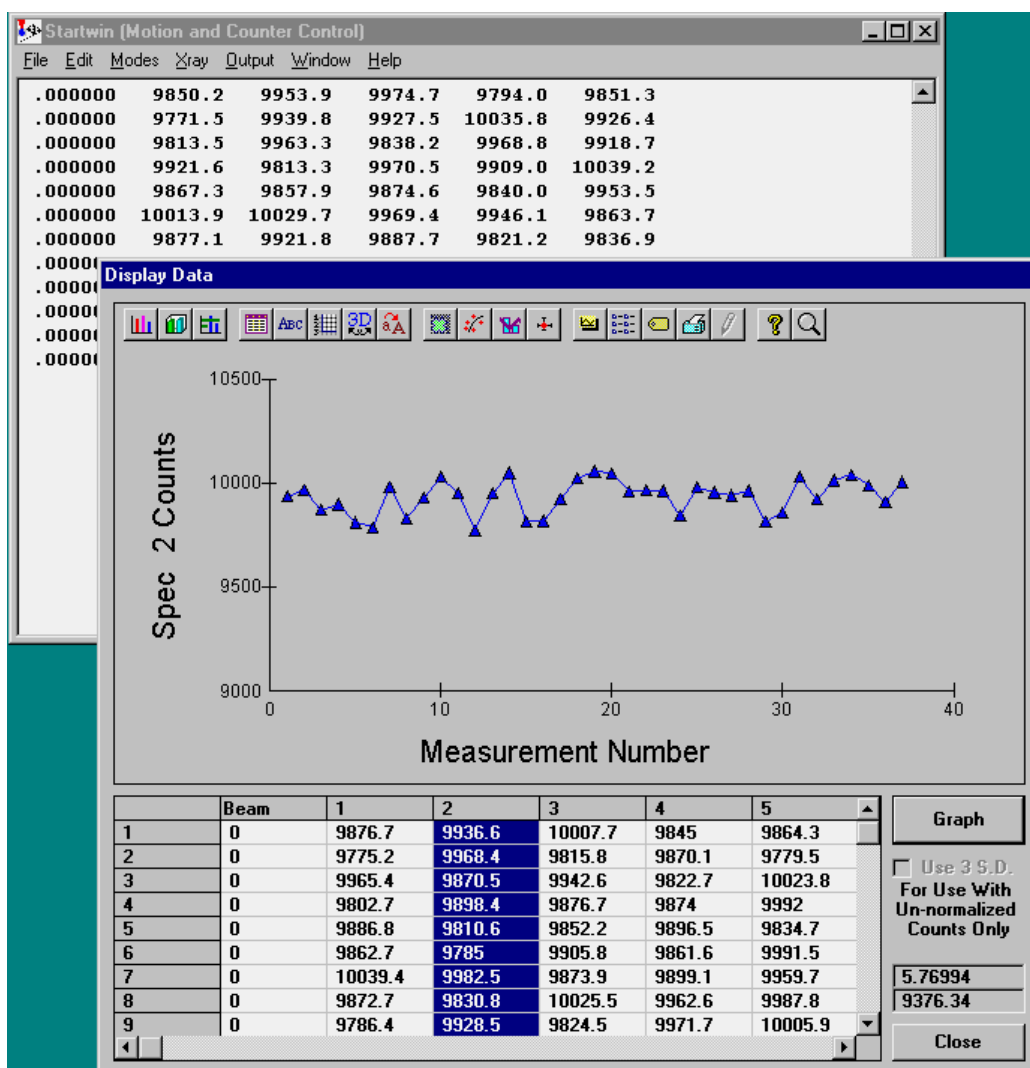 Startwin (Motion and Counter Control)
File Edit Modes Xray Output Window Help
.000000 9850.2 9953.9 9974.7 9794.0 9851.3
.000000 9771.5 9939.8 9927.5 10035.8 9926.4
.000000 9813.5 9963.3 9838.2 9968.8 9918.7
.000000 9921.6 9813.3 9970.5 9909.0 10039.2
.000000 9867.3 9857.9 9874.6 9840.0 9953.5
.000000 10013.9 10029.7 9969.4 9946.1 9863.7
.000000 9877.1 9921.8 9887.7 9821.2 9836.9
.0000
.0000
.0000
.0000
.0000
Display Data
ABC 3D
10500
10000
9500
9000
Spec 2 Counts
0 10 20 30 40
Measurement Number
Beam 1 2 3 4 5
1 0 9876.7 9936.6 10007.7 9845 9864.3
2 0 9775.2 9968.4 9815.8 9870.1 9779.5
3 0 9965.4 9870.5 9942.6 9822.7 10023.8
4 0 9802.7 9898.4 9876.7 9874 9992
5 0 9886.8 9810.6 9852.2 9896.5 9834.7
6 0 9862.7 9785 9905.8 9861.6 9991.5
7 0 10039.4 9982.5 9873.9 9899.1 9959.7
8 0 9872.7 9830.8 10025.5 9962.6 9987.8
9 0 9786.4 9928.5 9824.5 9971.7 10005.9
Graph
Use 3 S.D.
For Use With
Un-normalized
Counts Only
5.76994
9376.34
Close